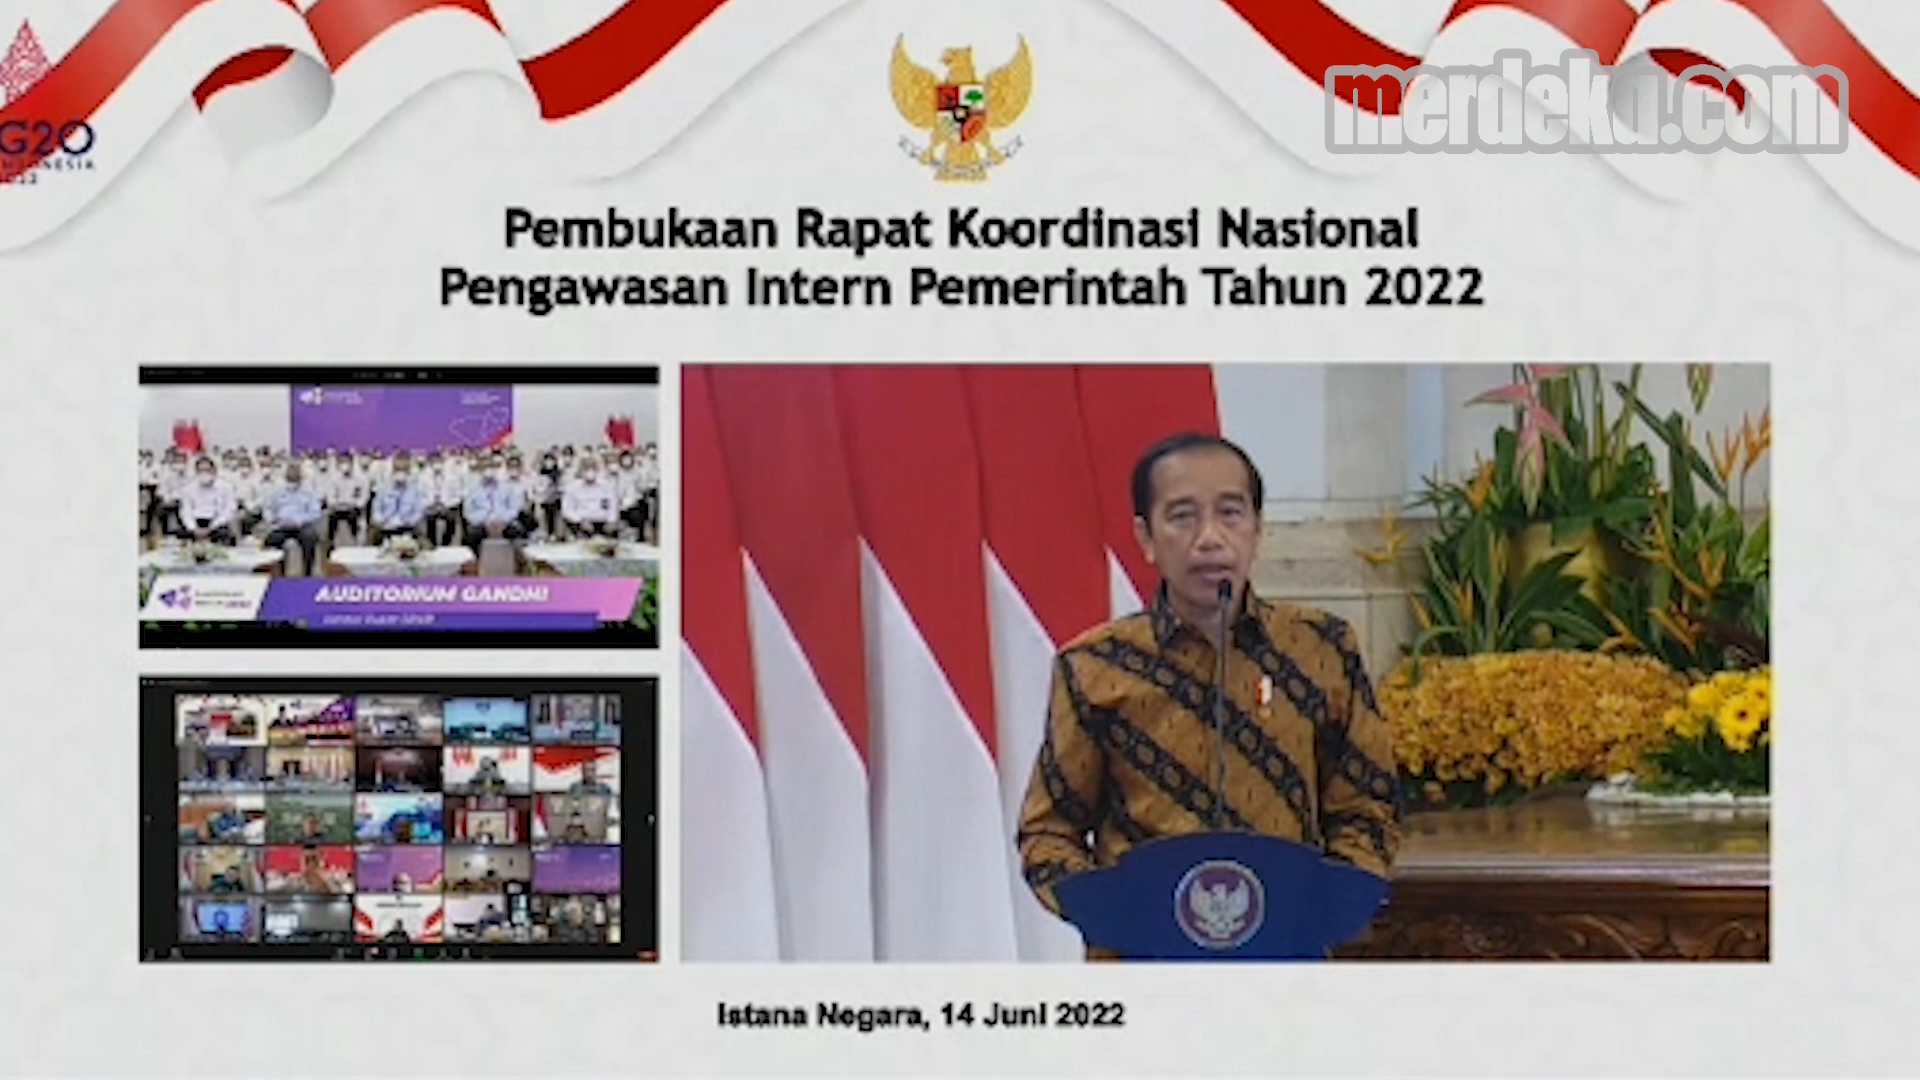 merdeka.com
G20
Pembukaan Rapat Koordinasi Nasional
Pengawasan Intern Pemerintah Tahun 2022
AUDITORIUM GANDHI
Istana Negara, 14 Juni 2022